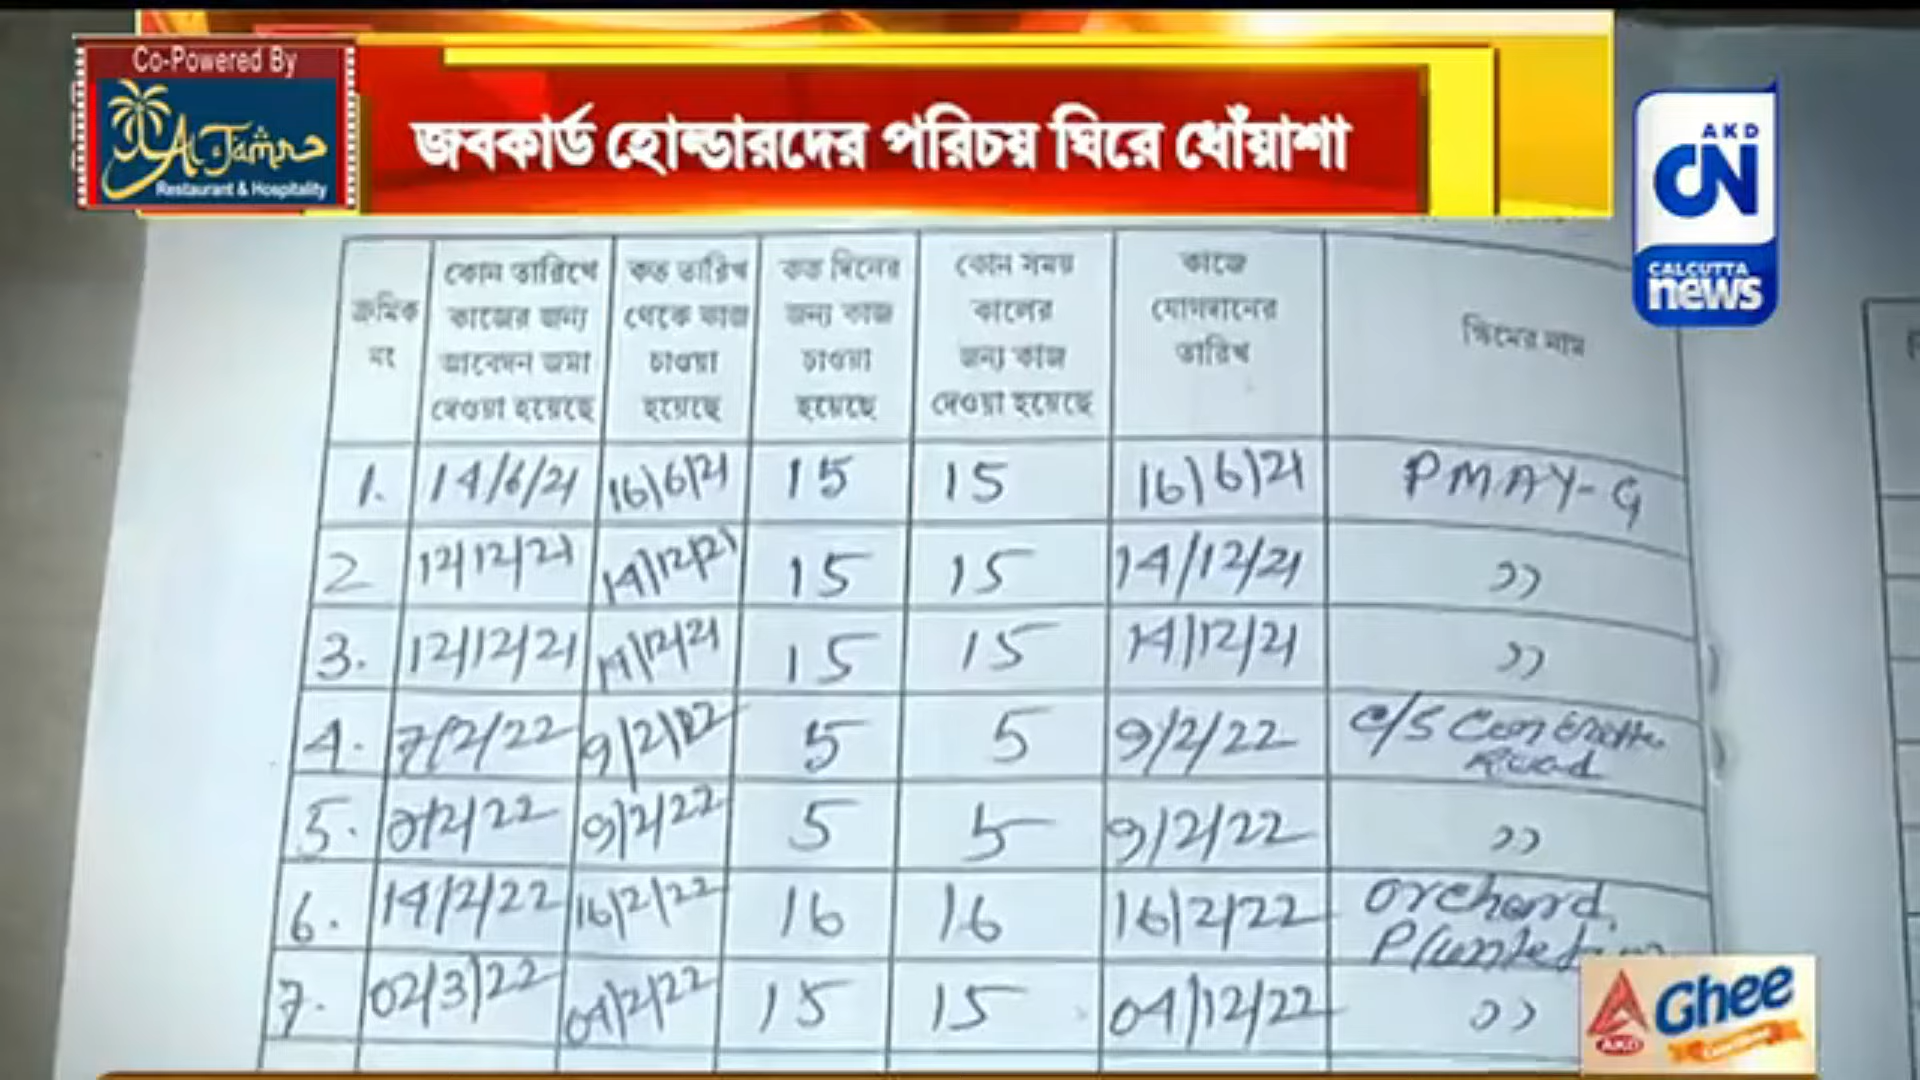 Co-Powered By
Al-Tamr
Restaurant & Hospitality
জবকার্ড হোল্ডারদের পরিচয় ঘিরে ধোঁয়াশা
AKD
CN
CALCUTTA
news
ক্রমিক নং
কোন তারিখে কাজের জন্য আবেদন জমা দেওয়া হয়েছে
কত তারিখ থেকে কাজ চাওয়া হয়েছে
কত দিনের জন্য কাজ চাওয়া হয়েছে
কোন সময় কালের জন্য কাজ দেওয়া হয়েছে
কাজে যোগদানের তারিখ
স্কিমের নাম
1. 14/6/21 16/6/21 15 15 16/6/21 PMAY-G
2 12/12/21 14/12/21 15 15 14/12/21 ,,
3. 12/12/21 14/12/21 15 15 14/12/21 ,,
4. 7/2/22 9/2/22 5 5 9/2/22 c/s Road
5. 9/2/22 5 5 9/2/22 ,,
6. 14/2/22 16/2/22 16 16 16/2/22 Orchard
7. 02/3/22 04/2/22 15 15 04/12/22 ,,
AKD
Ghee